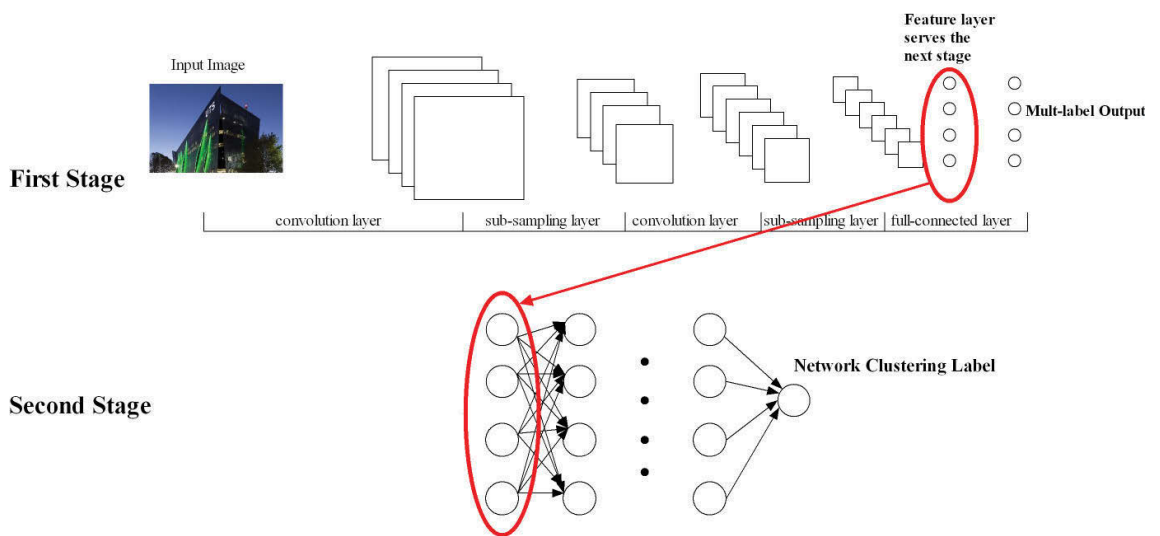 Feature layer
serves the
next stage
Input Image
Mult-label Output
First Stage
convolution layer
sub-sampling layer
convolution layer
sub-sampling layer
full-connected layer
Network Clustering Label
Second Stage